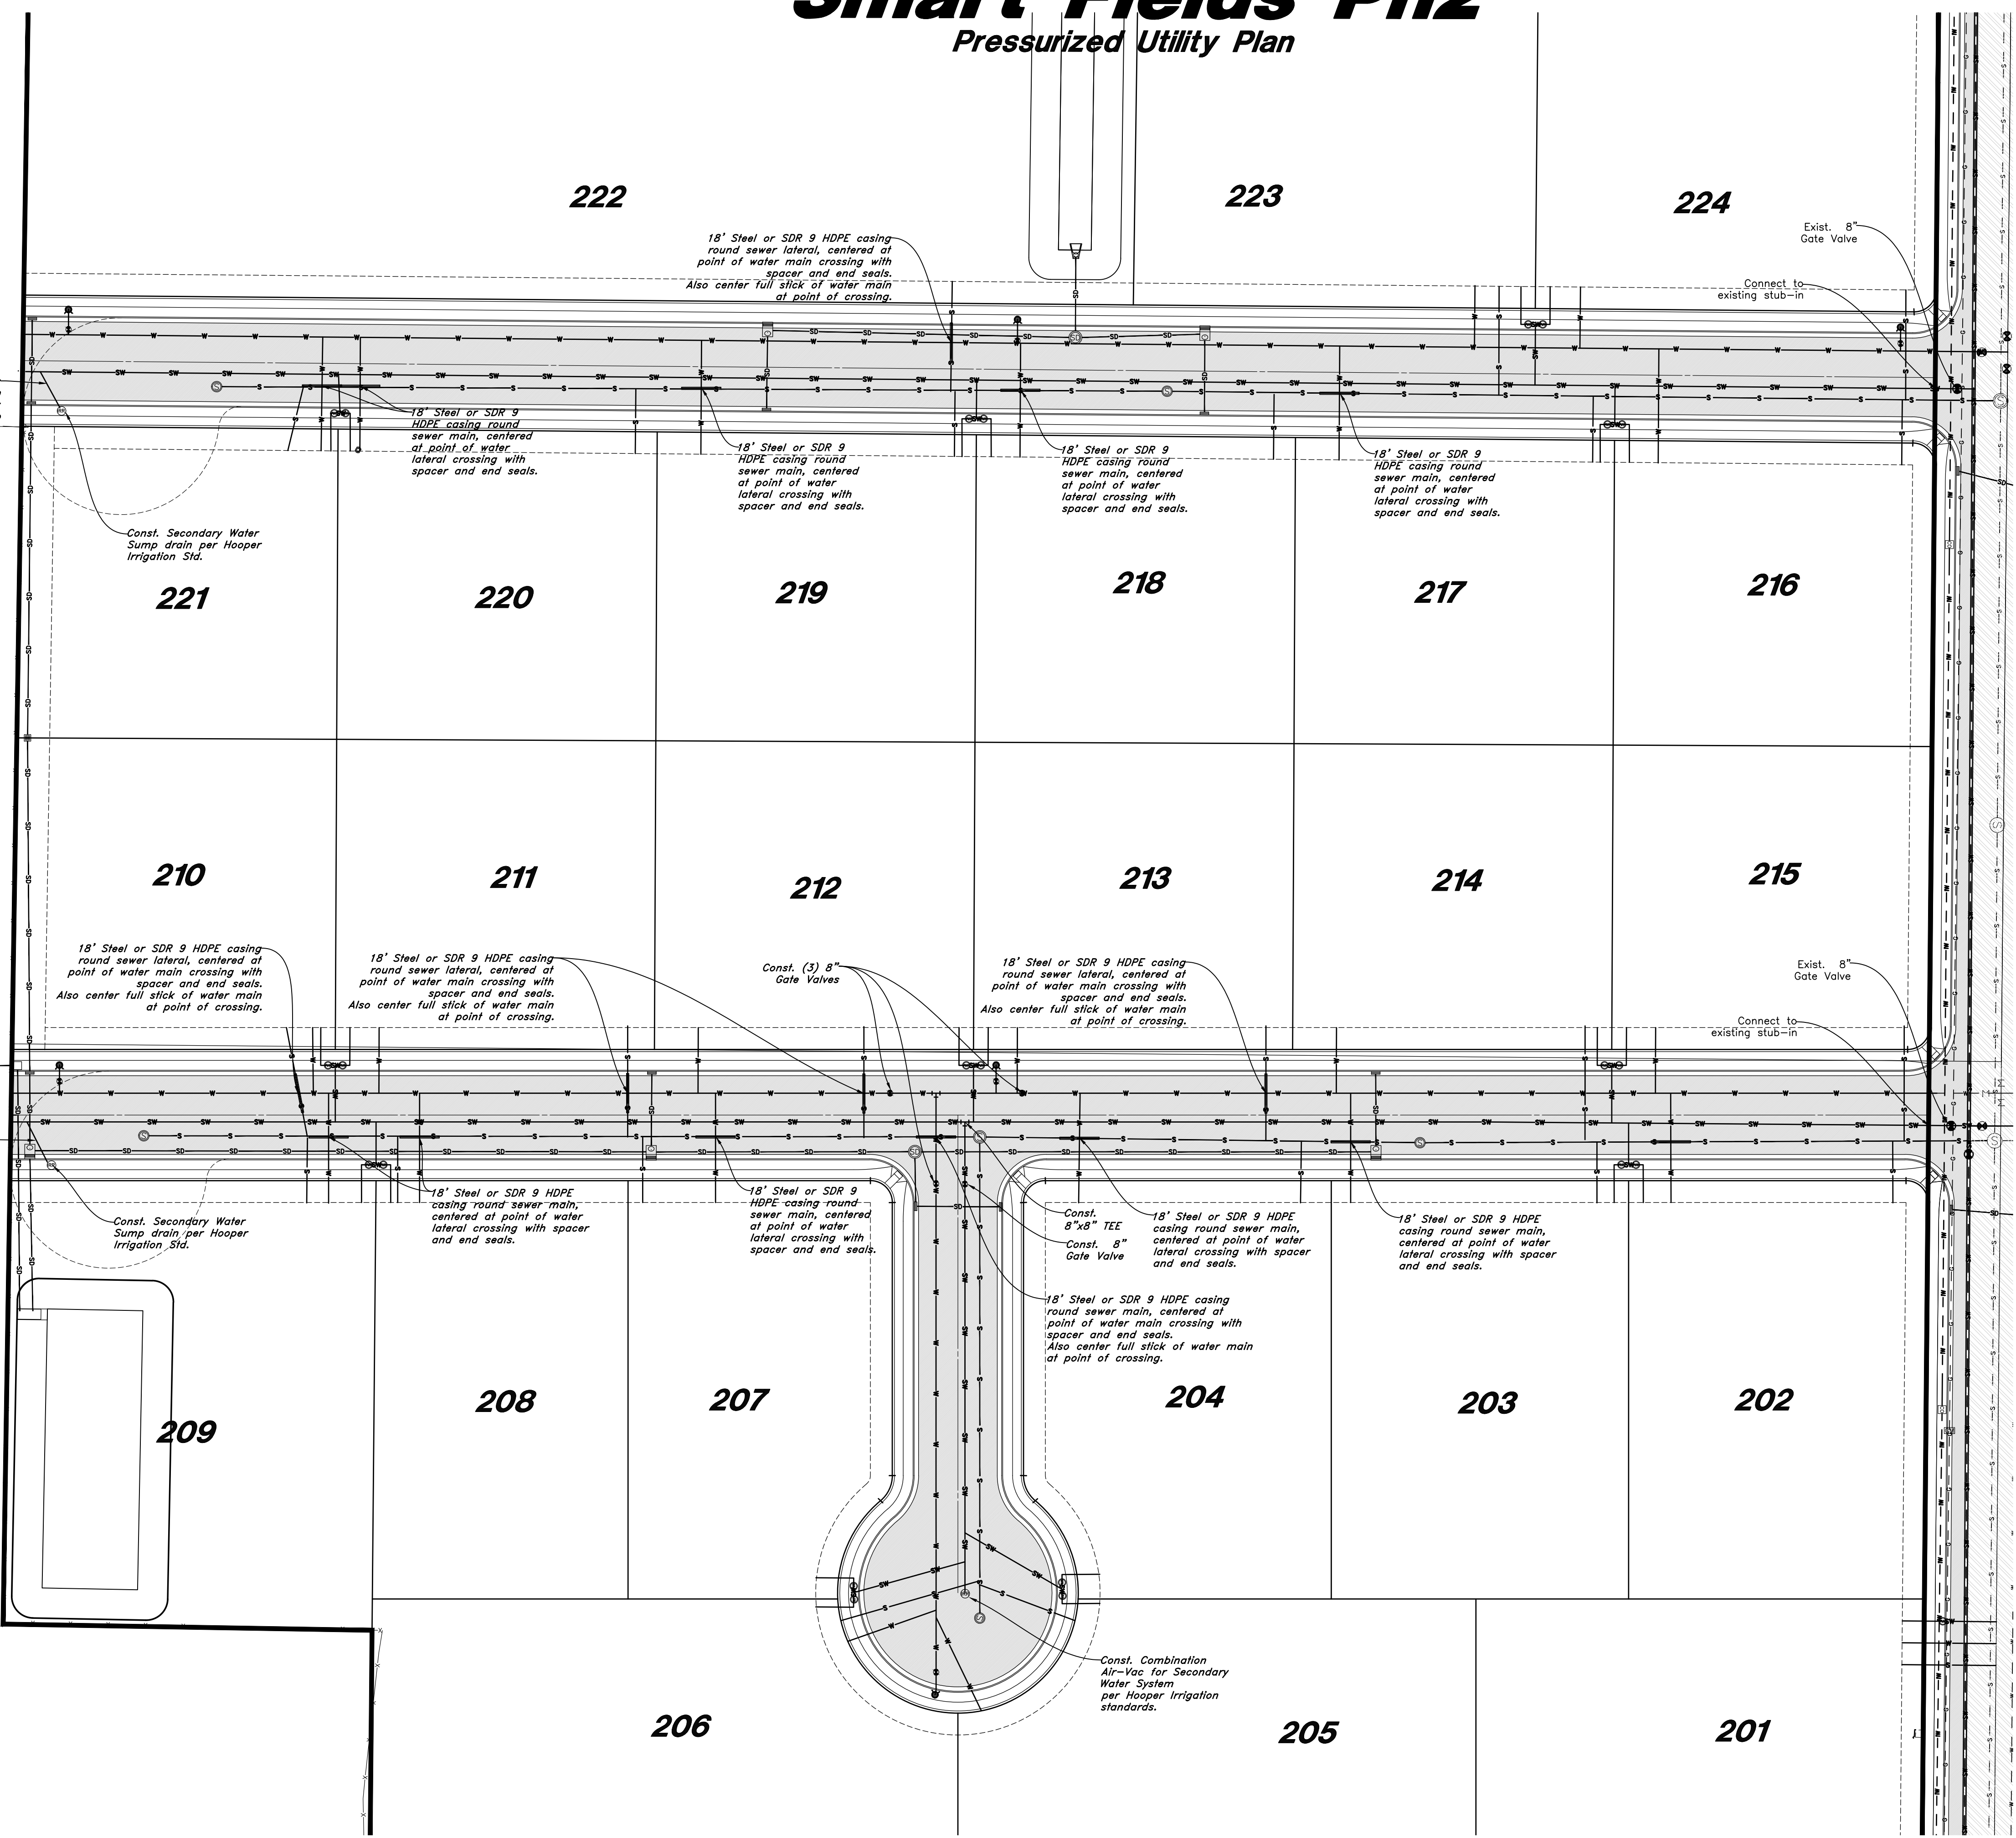 Smart Fields Ph2
Pressurized Utility Plan
222
223
224
18' Steel or SDR 9 HDPE casing
round sewer lateral, centered at
point of water main crossing with
spacer and end seals.
Also center full stick of water main
at point of crossing.
Exist. 8"
Gate Valve
Connect to
existing stub-in
18' Steel or SDR 9
HDPE casing round
sewer main, centered
at point of water
lateral crossing with
spacer and end seals.
18' Steel or SDR 9
HDPE casing round
sewer main, centered
at point of water
lateral crossing with
spacer and end seals.
18' Steel or SDR 9
HDPE casing round
sewer main, centered
at point of water
lateral crossing with
spacer and end seals.
18' Steel or SDR 9
HDPE casing round
sewer main, centered
at point of water
lateral crossing with
spacer and end seals.
Const. Secondary Water
Sump drain per Hooper
Irrigation Std.
221
220
219
218
217
216
210
211
212
213
214
215
18' Steel or SDR 9 HDPE casing
round sewer lateral, centered at
point of water main crossing with
spacer and end seals.
Also center full stick of water main
at point of crossing.
18' Steel or SDR 9 HDPE casing
round sewer lateral, centered at
point of water main crossing with
spacer and end seals.
Also center full stick of water main
at point of crossing.
Const. (3) 8"
Gate Valves
18' Steel or SDR 9 HDPE casing
round sewer lateral, centered at
point of water main crossing with
spacer and end seals.
Also center full stick of water main
at point of crossing.
Exist. 8"
Gate Valve
Connect to
existing stub-in
Const. Secondary Water
Sump drain per Hooper
Irrigation Std.
18' Steel or SDR 9 HDPE
casing round sewer main,
centered at point of water
lateral crossing with spacer
and end seals.
18' Steel or SDR 9
HDPE casing round
sewer main, centered
at point of water
lateral crossing with
spacer and end seals.
Const.
8"x8" TEE
Const. 8"
Gate Valve
18' Steel or SDR 9 HDPE
casing round sewer main,
centered at point of water
lateral crossing with spacer
and end seals.
18' Steel or SDR 9 HDPE
casing round sewer main,
centered at point of water
lateral crossing with spacer
and end seals.
18' Steel or SDR 9 HDPE casing
round sewer main, centered at
point of water main crossing with
spacer and end seals.
Also center full stick of water main
at point of crossing.
209
208
207
204
203
202
Const. Combination
Air-Vac for Secondary
Water System
per Hooper Irrigation
standards.
206
205
201